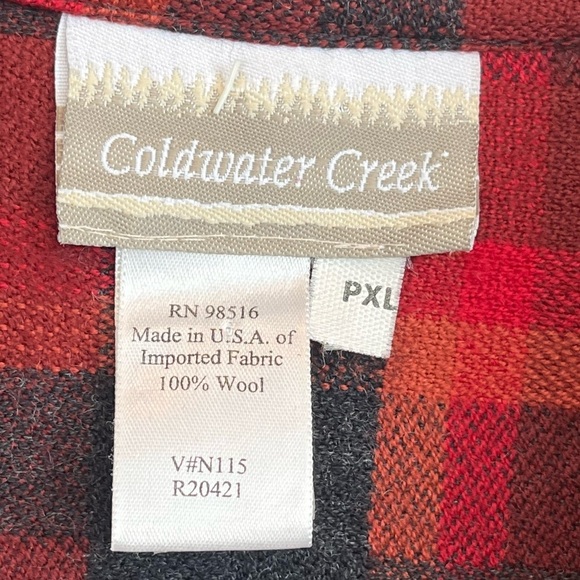 Coldwater Creek
PXL
RN 98516
Made in U.S.A. of
Imported Fabric
100% Wool
V#N115
R20421